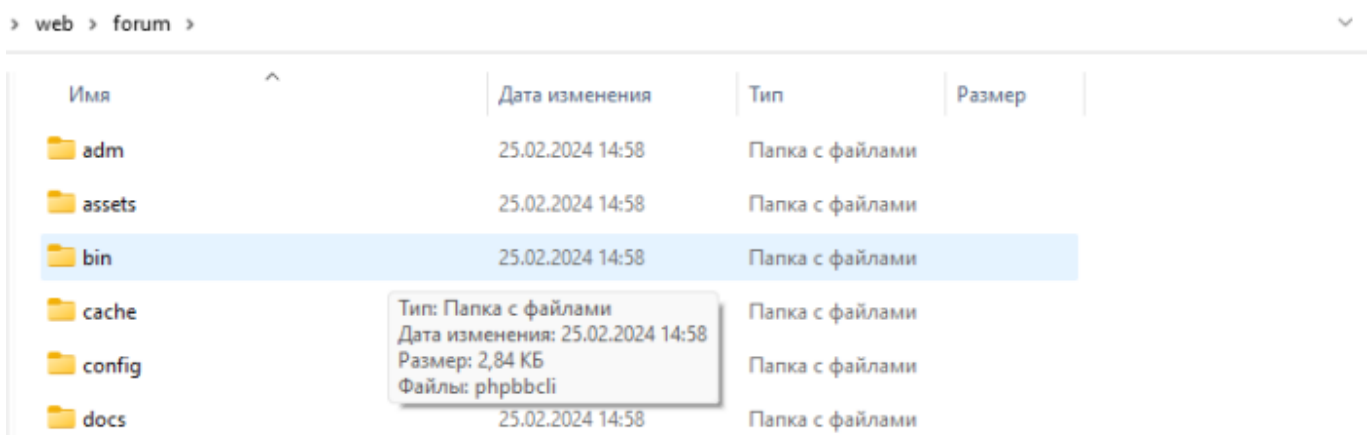 > web > forum >
Имя Дата изменения Тип Размер
adm 25.02.2024 14:58 Папка с файлами
assets 25.02.2024 14:58 Папка с файлами
bin 25.02.2024 14:58 Папка с файлами
cache Папка с файлами
Тип: Папка с файлами
Дата изменения: 25.02.2024 14:58
Размер: 2,84 КБ
Файлы: phpbbcli
config Папка с файлами
docs 25.02.2024 14:58 Папка с файлами